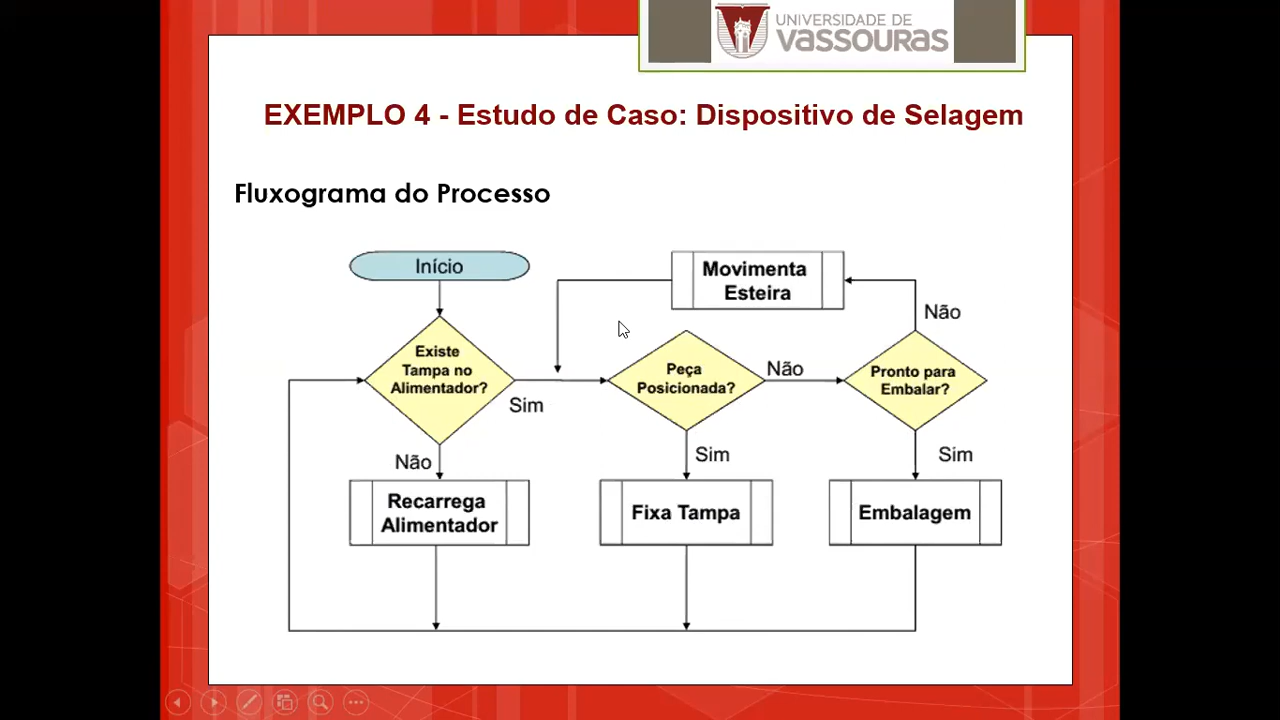 UNIVERSIDADE DE
VASSOURAS
EXEMPLO 4 - Estudo de Caso: Dispositivo de Selagem
Fluxograma do Processo
Início
Movimenta
Esteira
Não
Existe
Tampa no
Alimentador?
Sim
Peça
Posicionada?
Não
Pronto para
Embalar?
Não
Sim
Sim
Recarrega
Alimentador
Fixa Tampa
Embalagem